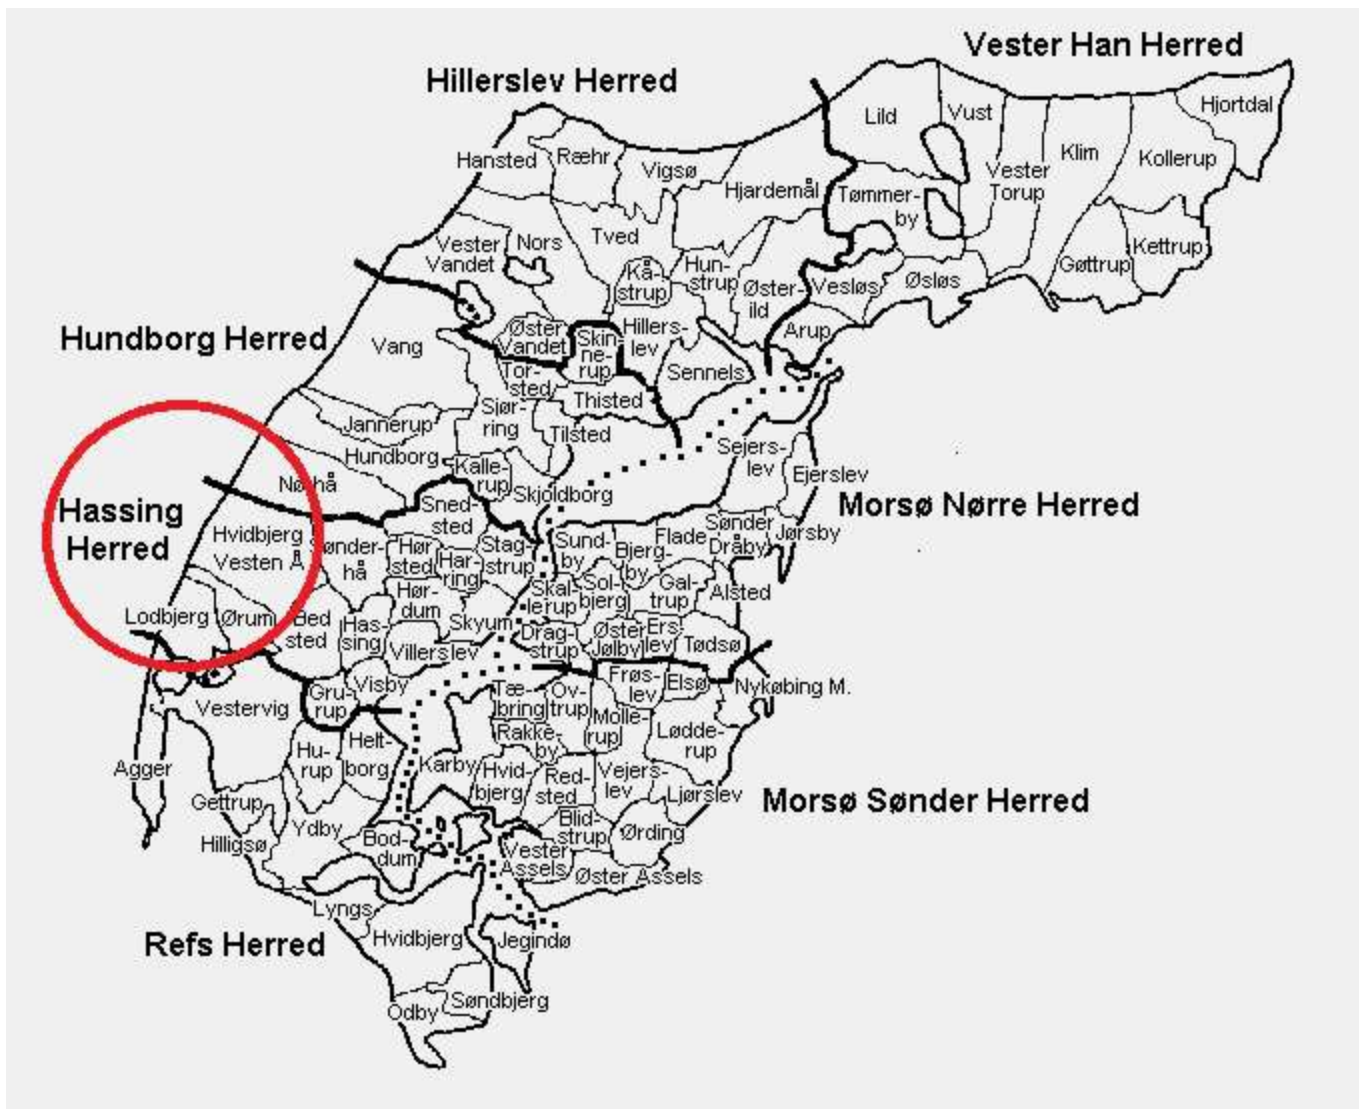 Vester Han Herred
Hillerslev Herred
Hjortdal
Lild
Vust
Klim
Kollerup
Hansted
Ræhr
Vigsø
Vester
Torup
Hjardemål
Tømmer-
by
Vester
Vandet
Nors
Tved
Kettrup
Gøttrup
Kå-
strup
Hun-
strup
Øster-
ild
Vesløs
Øsløs
Hundborg Herred
Vang
Øster
Vandet
Skin-
ne-
rup
Hillers-
lev
Arup
Sennels
Tor-
sted
Thisted
Sjør-
ring
Jannerup
Tilsted
Hundborg
Kalle-
rup
Sejers-
lev
Ejerslev
Nørhå
Skjoldborg
Morsø Nørre Herred
Hassing
Herred
Sned-
sted
Hvidbjerg
Vesten Å
Sønder-
hå
Hør
sted
Har-
ring
Stag-
strup
Sund-
by
Bjerg-
by
Flade
Sønder
Dråby
Jørsby
Hør-
dum
Skal-
lerup
Sol-
bjerg
Gal-
trup
Alsted
Lodbjerg
Ørum
Bed
sted
Has-
sing
Skyum
Villerslev
Drag-
strup
Øster
Jølby
Ers-
lev
Tødsø
Visby
Gru-
rup
Frøs-
lev
Elsø
Nykøbing M.
Vestervig
Tæ-
bring
Ov-
trup
Molle-
rup
Lødde-
rup
Hu-
rup
Helt-
borg
Rakke-
by
Agger
Karby
Hvid-
bjerg
Red-
sted
Vejers-
lev
Ljørslev
Morsø Sønder Herred
Gettrup
Ydby
Hilligsø
Bod-
dum
Blid-
strup
Ørding
Vester
Assels
Øster Assels
Lyngs
Refs Herred
Hvidbjerg
Jegindø
Odby
Søndbjerg